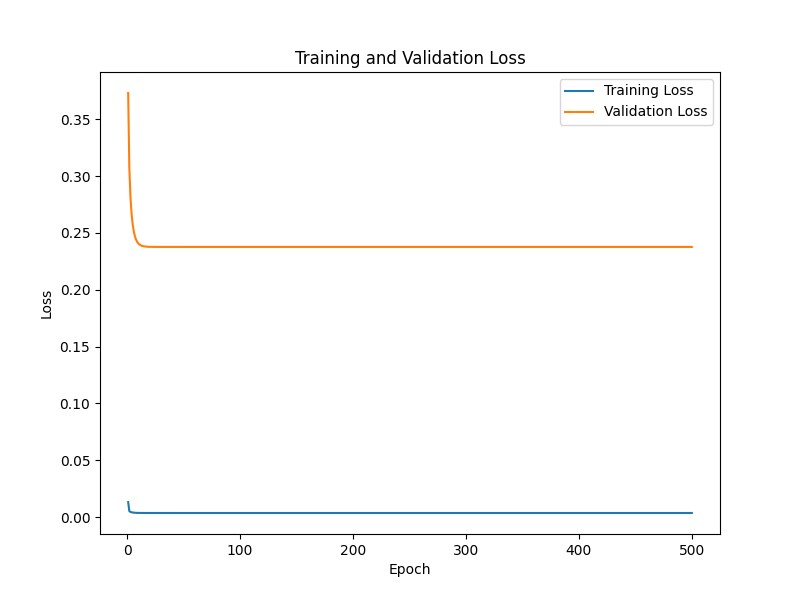 Training and Validation Loss
Training Loss
Validation Loss
0.35
0.30
0.25
0.20
0.15
0.10
0.05
0.00
Loss
0
100
200
300
400
500
Epoch